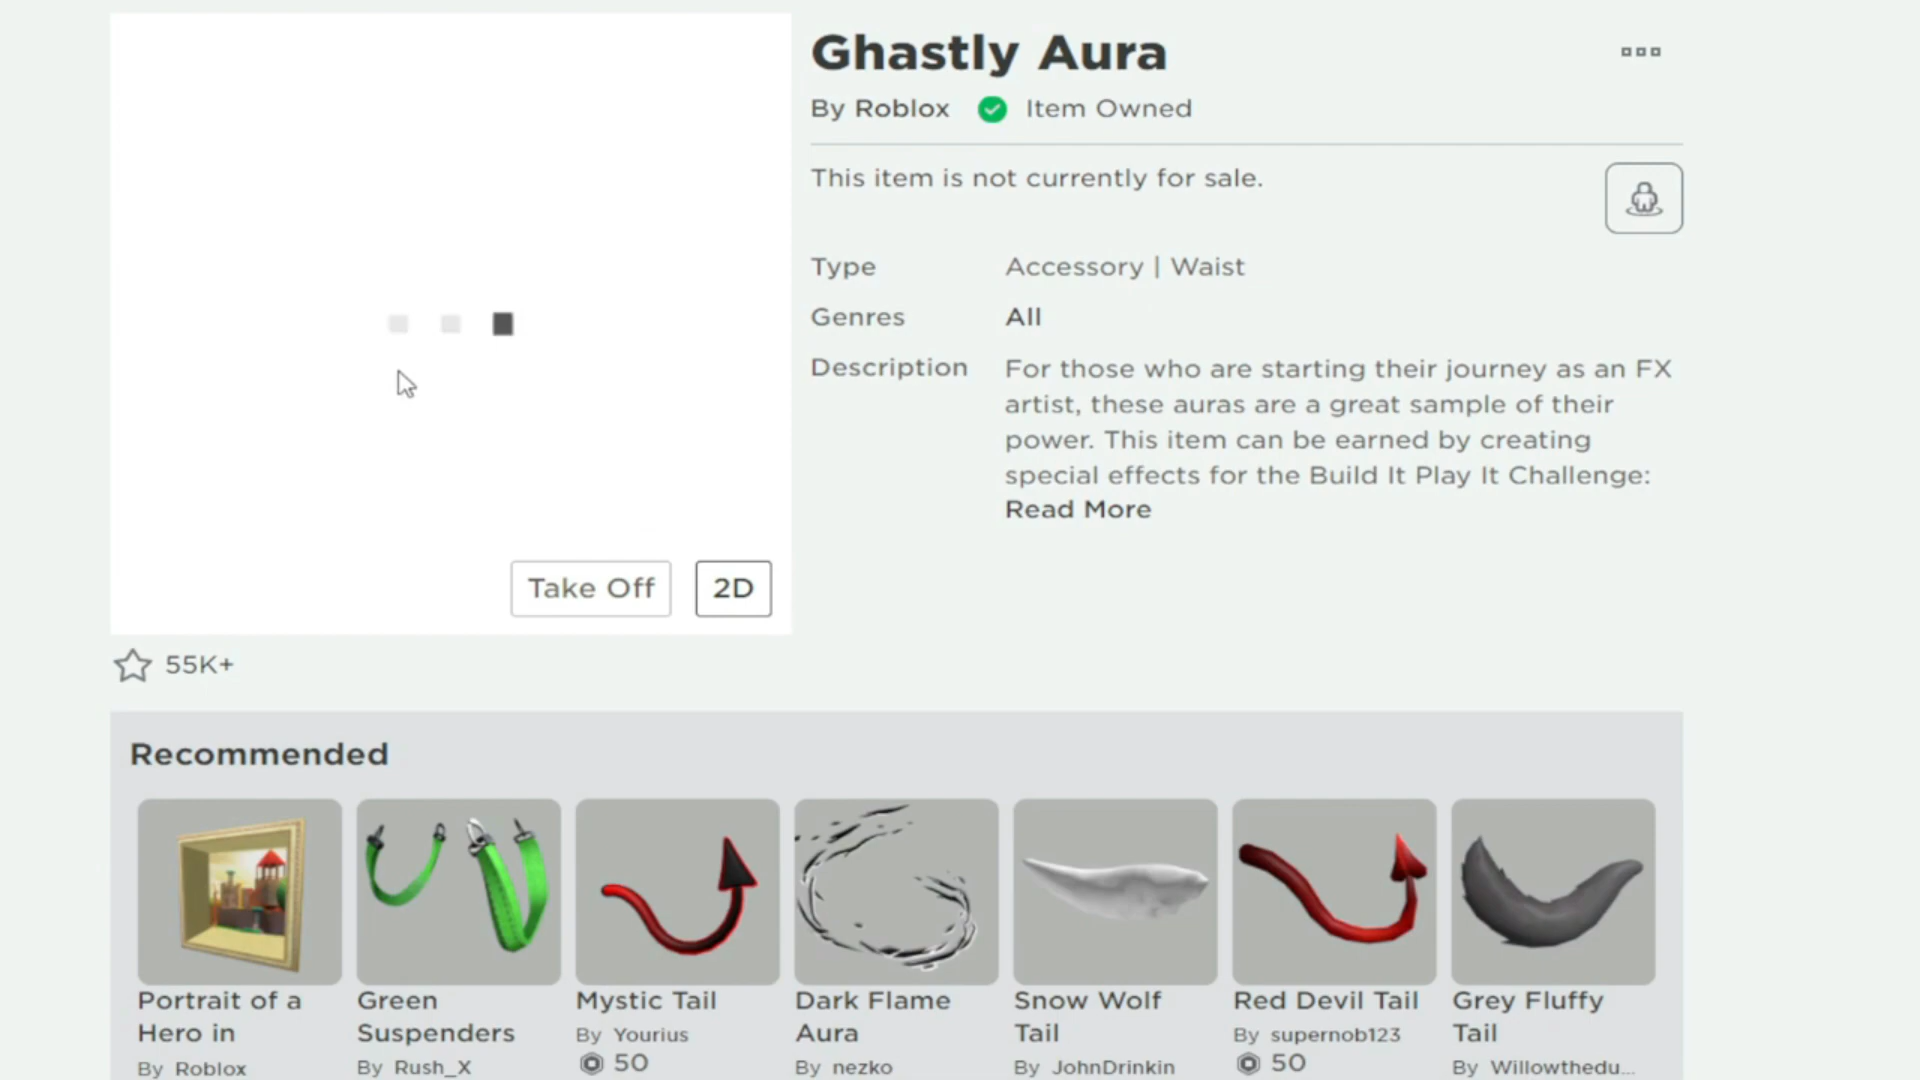 Ghastly Aura
By Roblox Item Owned
This item is not currently for sale.
Type Accessory | Waist
Genres All
Description For those who are starting their journey as an FX
artist, these auras are a great sample of their
power. This item can be earned by creating
special effects for the Build It Play It Challenge:
Read More
Take Off 2D
55K+
Recommended
Portrait of a
Hero in
By Roblox
Green
Suspenders
By Rush_X
Mystic Tail
By Yourius
50
Dark Flame
Aura
By nezko
Snow Wolf
Tail
By JohnDrinkin
Red Devil Tail
By supernob123
50
Grey Fluffy
Tail
By Willowthedu...